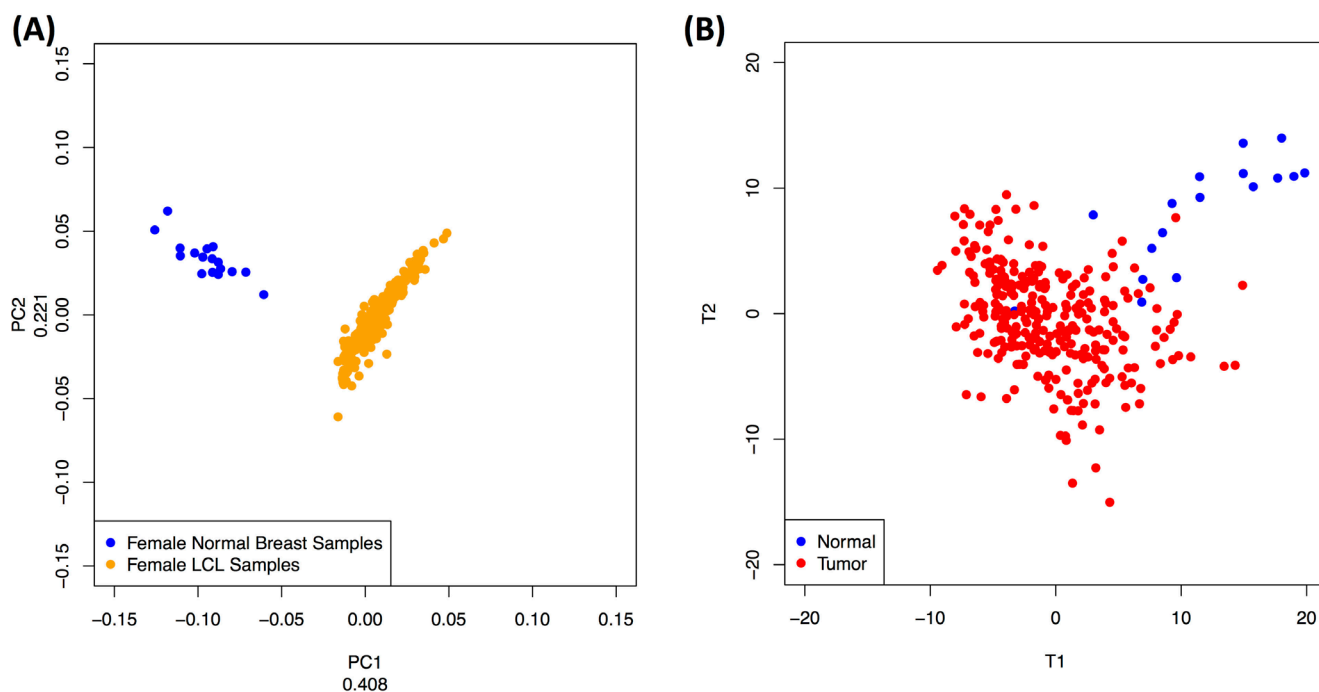 (A)
0.15
0.10
0.05
0.00
−0.05
−0.10
−0.15
PC2
0.221
Female Normal Breast Samples
Female LCL Samples
−0.15 −0.10 −0.05 0.00 0.05 0.10 0.15
PC1
0.408
(B)
20
10
0
−10
−20
T2
Normal
Tumor
−20 −10 0 10 20
T1